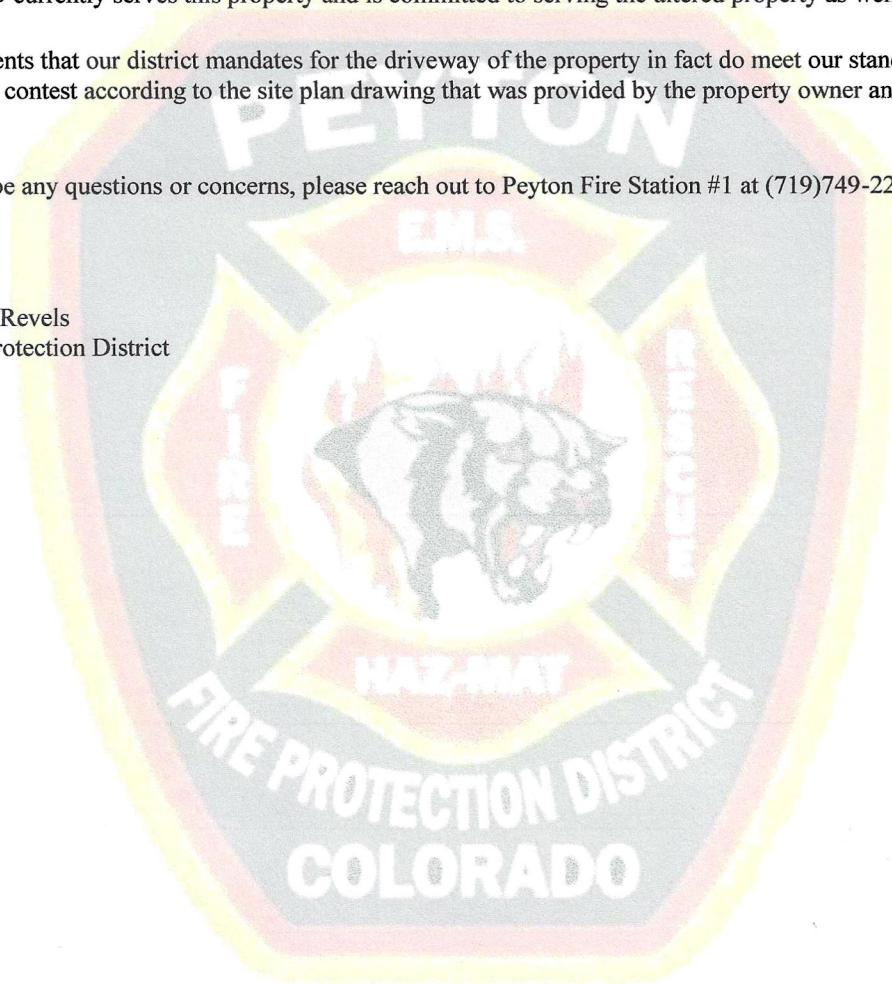 currently serves this property and is committed to serving the altered property as wel
ents that our district mandates for the driveway of the property in fact do meet our stan
contest according to the site plan drawing that was provided by the property owner an
be any questions or concerns, please reach out to Peyton Fire Station #1 at (719)749-22
Revels
rotection District
PEYTON
E.M.S.
FIRE
RESCUE
HAZ-MAT
FIRE PROTECTION DISTRICT
COLORADO